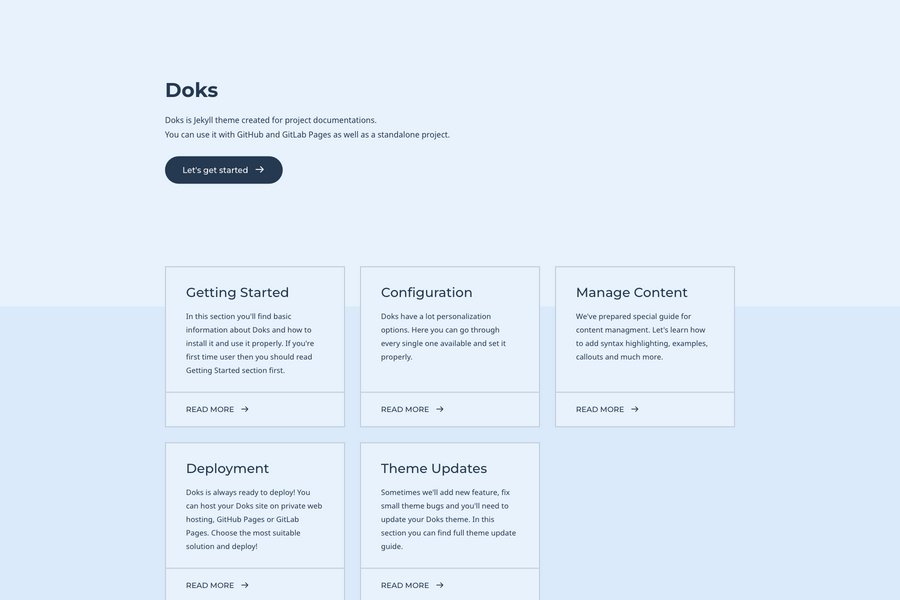 Doks
Doks is Jekyll theme created for project documentations.
You can use it with GitHub and GitLab Pages as well as a standalone project.
Let's get started
Getting Started
In this section you'll find basic
information about Doks and how to
install it and use it properly. If you're
first time user then you should read
Getting Started section first.
READ MORE
Configuration
Doks have a lot personalization
options. Here you can go through
every single one available and set it
properly.
READ MORE
Manage Content
We've prepared special guide for
content managment. Let's learn how
to add syntax highlighting, examples,
callouts and much more.
READ MORE
Deployment
Doks is always ready to deploy! You
can host your Doks site on private web
hosting, GitHub Pages or GitLab
Pages. Choose the most suitable
solution and deploy!
READ MORE
Theme Updates
Sometimes we'll add new feature, fix
small theme bugs and you'll need to
update your Doks theme. In this
section you can find full theme update
guide.
READ MORE